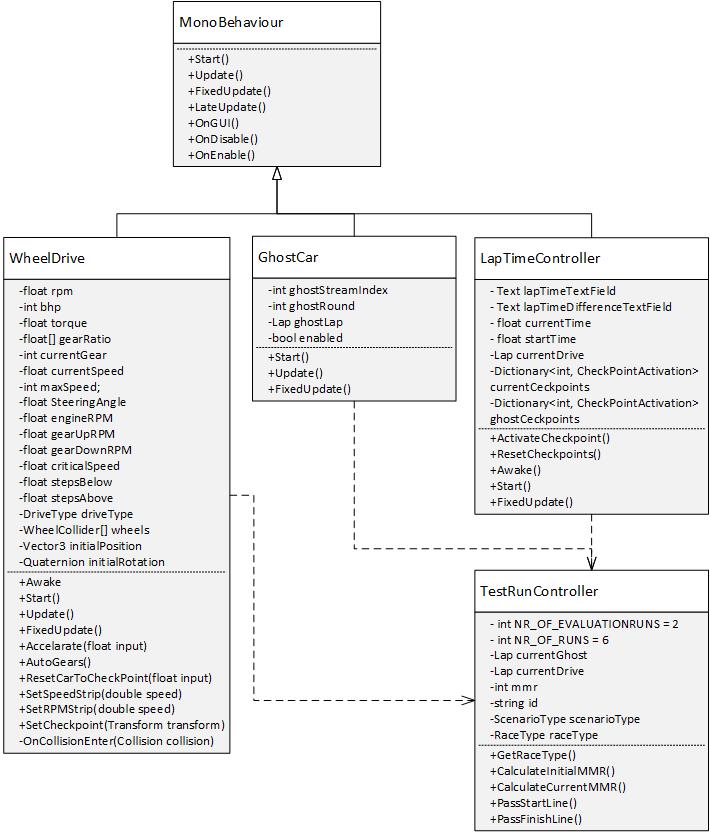 MonoBehaviour
+Start()
+Update()
+FixedUpdate()
+LateUpdate()
+OnGUI()
+OnDisable()
+OnEnable()
WheelDrive
-float rpm
-int bhp
-float torque
-float[] gearRatio
-int currentGear
-float currentSpeed
-int maxSpeed;
-float SteeringAngle
-float engineRPM
-float gearUpRPM
-float gearDownRPM
-float criticalSpeed
-float stepsBelow
-float stepsAbove
-DriveType driveType
-WheelCollider[] wheels
-Vector3 initialPosition
-Quaternion initialRotation
+Awake
+Start()
+Update()
+FixedUpdate()
+Accelarate(float input)
+AutoGears()
+ResetCarToCheckPoint(float input)
+SetSpeedStrip(double speed)
+SetRPMStrip(double speed)
+SetCheckpoint(Transform transform)
-OnCollisionEnter(Collision collision)
GhostCar
-int ghostStreamIndex
-int ghostRound
-Lap ghostLap
-bool enabled
+Start()
+Update()
+FixedUpdate()
LapTimeController
- Text lapTimeTextField
- Text lapTimeDifferenceTextField
- float currentTime
- float startTime
-Lap currentDrive
-Dictionary<int, CheckPointActivation>
currentCeckpoints
-Dictionary<int, CheckPointActivation>
ghostCeckpoints
+ActivateCheckpoint()
+ResetCheckpoints()
+Awake()
+Start()
+FixedUpdate()
TestRunController
- int NR_OF_EVALUATIONRUNS = 2
- int NR_OF_RUNS = 6
-Lap currentGhost
-Lap currentDrive
-int mmr
-string id
-ScenarioType scenarioType
-RaceType raceType
+GetRaceType()
+CalculateInitialMMR()
+CalculateCurrentMMR()
+PassStartLine()
+PassFinishLine()